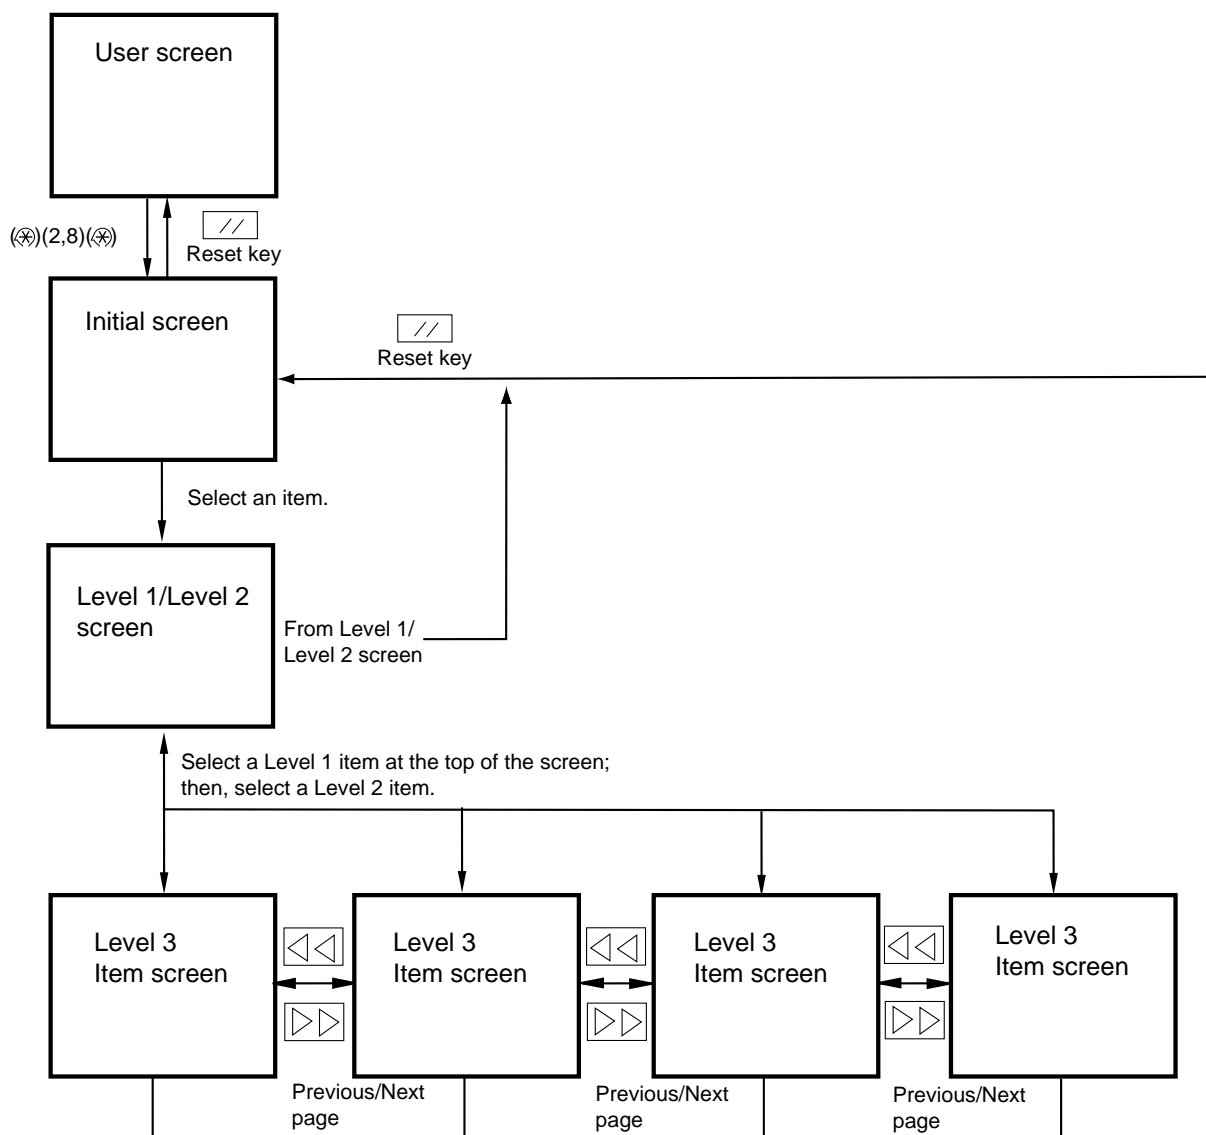 User screen
(✳)(2,8)(✳)
Reset key
Initial screen
Reset key
Select an item.
Level 1/Level 2
screen
From Level 1/
Level 2 screen
Select a Level 1 item at the top of the screen;
then, select a Level 2 item.
Level 3
Item screen
Level 3
Item screen
Level 3
Item screen
Level 3
Item screen
Previous/Next
page
Previous/Next
page
Previous/Next
page